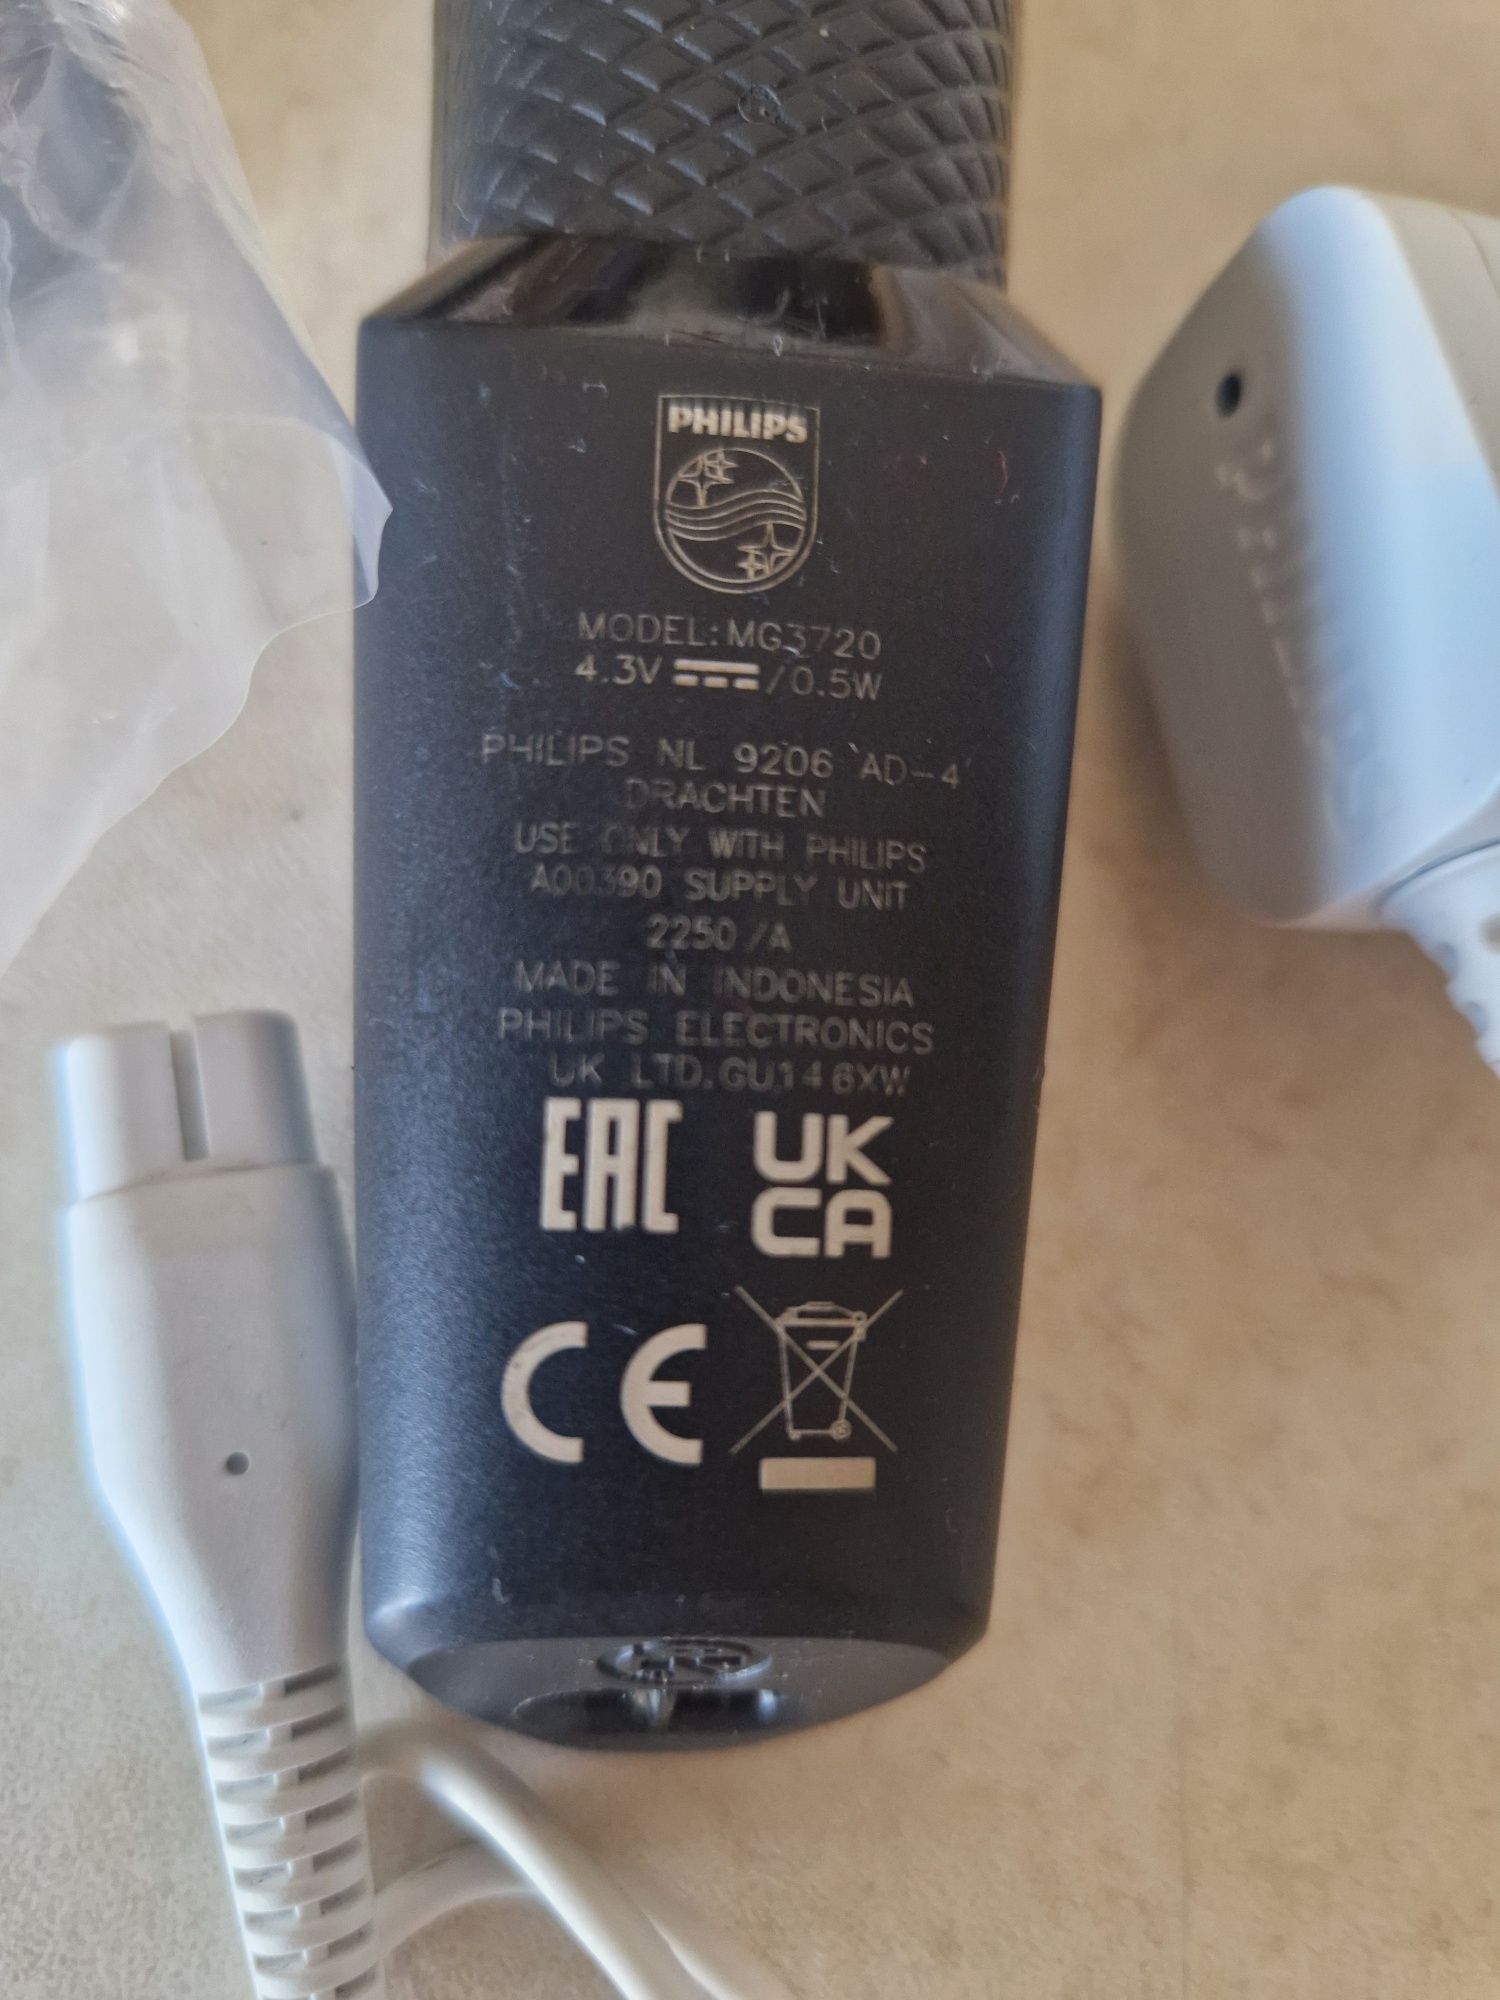 PHILIPS
MODEL: MG3720
4.3V ⎓ /0.5W
PHILIPS NL 9206 AD-4
DRACHTEN
USE ONLY WITH PHILIPS
A00390 SUPPLY UNIT
2250 /A
MADE IN INDONESIA
PHILIPS ELECTRONICS
UK LTD. GU14 6XW
EAC UK
CA
CE
PHILIPS